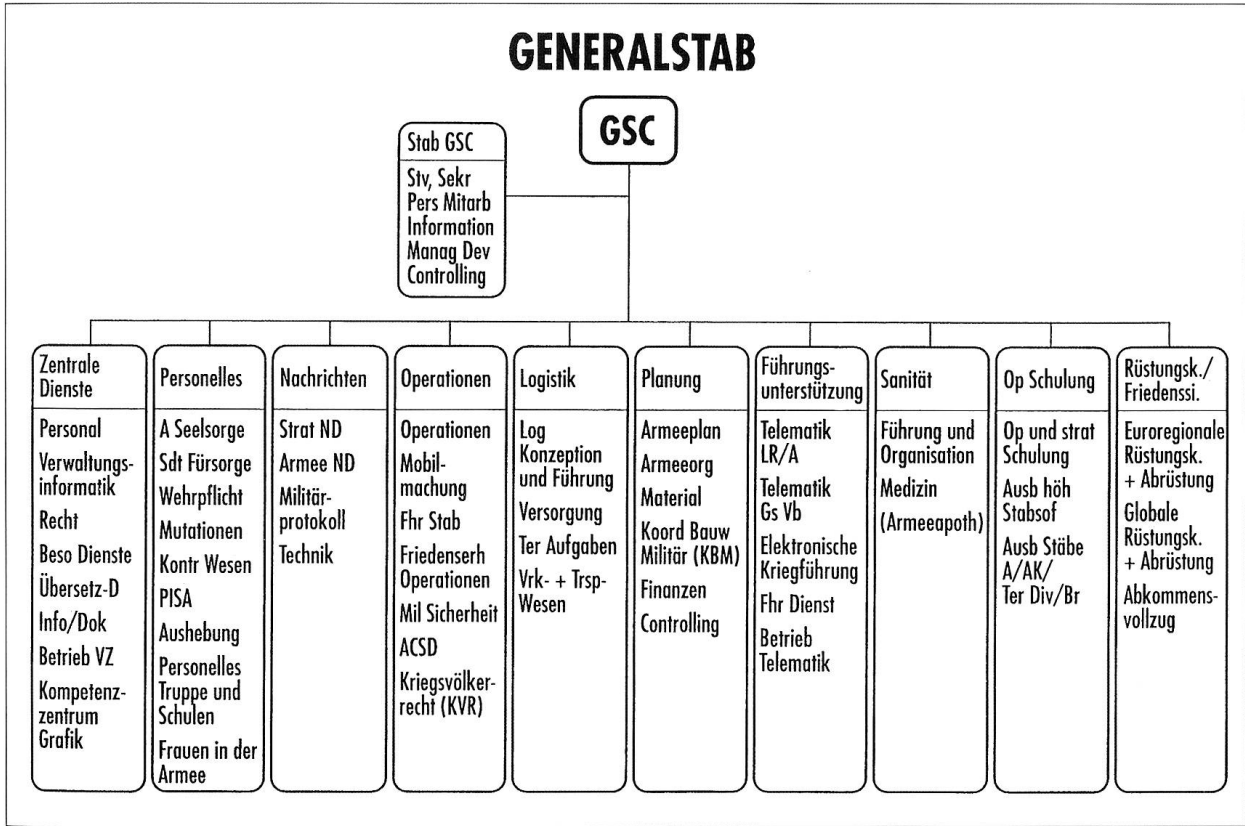 GENERALSTAB
GSC
Stab GSC
Stv, Sekr
Pers Mitarb
Information
Manag Dev
Controlling
Zentrale
Dienste
Personal
Verwaltungs-
informatik
Recht
Beso Dienste
Übersetz-D
Info/Dok
Betrieb VZ
Kompetenz-
zentrum
Grafik
Personelles
A Seelsorge
Sdt Fürsorge
Wehrpflicht
Mutationen
Kontr Wesen
PISA
Aushebung
Personelles
Truppe und
Schulen
Frauen in der
Armee
Nachrichten
Strat ND
Armee ND
Militär-
protokoll
Technik
Operationen
Operationen
Mobil-
machung
Fhr Stab
Friedenserh
Operationen
Mil Sicherheit
ACSD
Kriegsvölker-
recht (KVR)
Logistik
Log
Konzeption
und Führung
Versorgung
Ter Aufgaben
Vrk- + Trsp-
Wesen
Planung
Armeeplan
Armeeorg
Material
Koord Bauw
Militär (KBM)
Finanzen
Controlling
Führungs-
unterstützung
Telematik
LR/A
Telematik
Gs Vb
Elektronische
Kriegführung
Fhr Dienst
Betrieb
Telematik
Sanität
Führung und
Organisation
Medizin
(Armeeapoth)
Op Schulung
Op und strat
Schulung
Ausb höh
Stabsof
Ausb Stäbe
A/AK/
Ter Div/Br
Rüstungsk./
Friedenssi.
Euroregionale
Rüstungsk.
+ Abrüstung
Globale
Rüstungsk.
+ Abrüstung
Abkommens-
vollzug